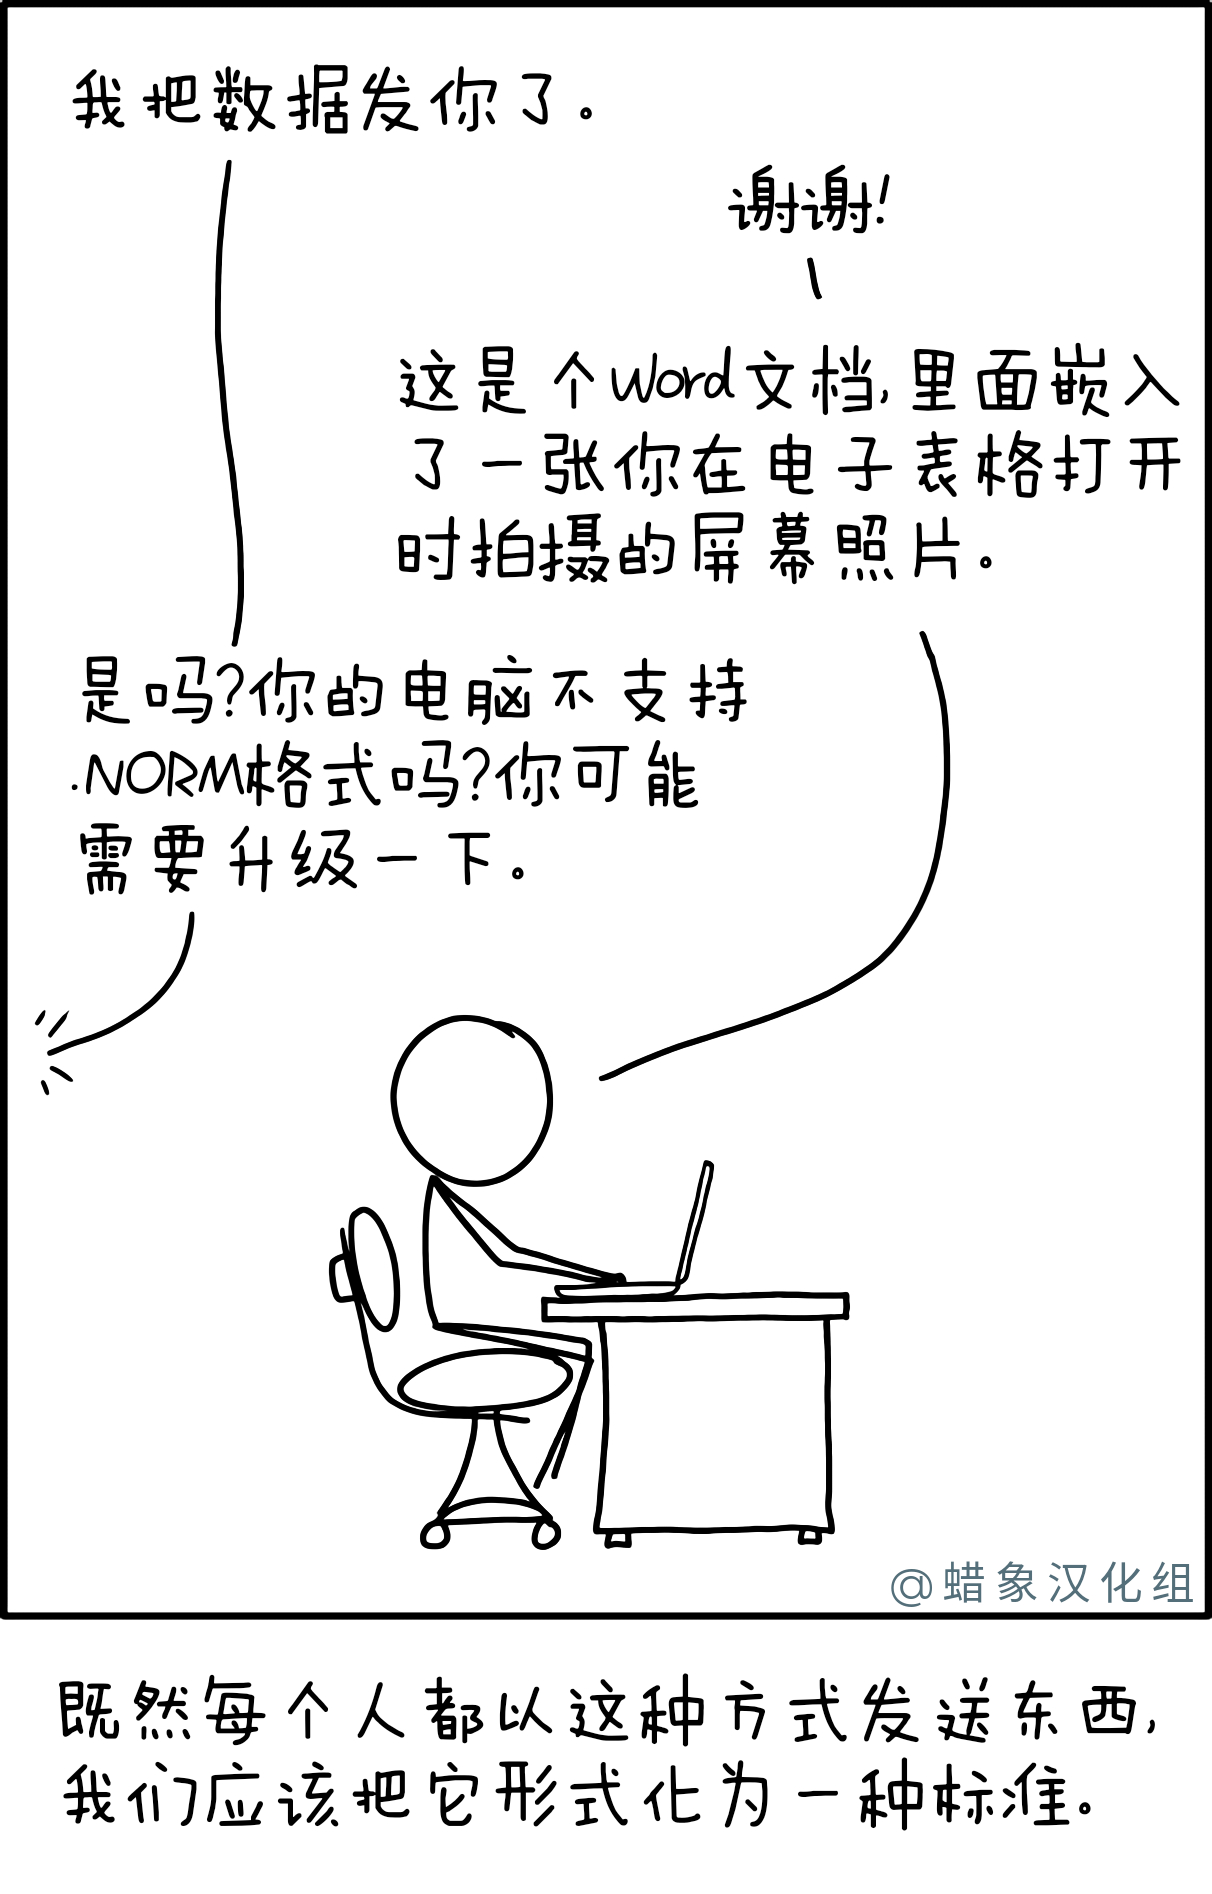 我把数据发你了。
谢谢!
这是个Word文档,里面嵌入
了一张你在电子表格打开
时拍摄的屏幕照片。
是吗?你的电脑不支持
.NORM格式吗?你可能
需要升级一下。
@蜡象汉化组
既然每个人都以这种方式发送东西,
我们应该把它形式化为一种标准。